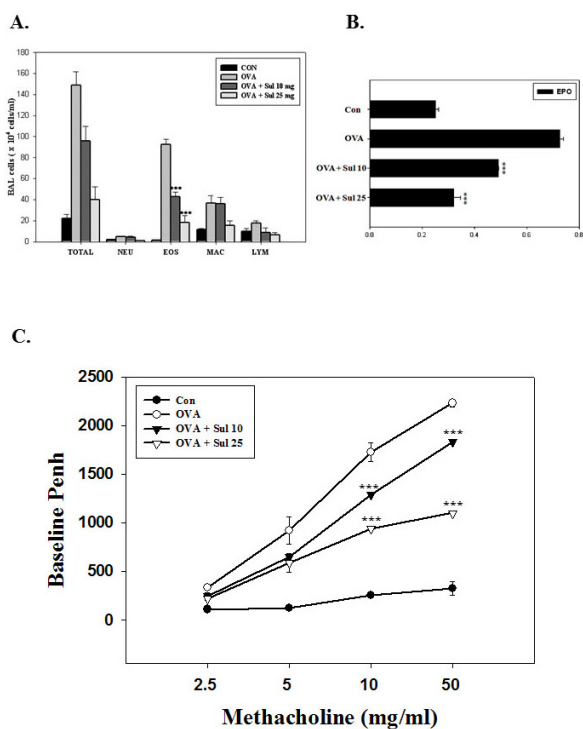 A.
180
160
140
120
100
80
60
40
20
0
BAL cells ( x 10⁴ cells/ml)
CON
OVA
OVA + Sul 10 mg
OVA + Sul 25 mg
***
***
TOTAL NEU EOS MAC LYM
B.
EPO
Con
OVA
OVA + Sul 10
***
OVA + Sul 25
***
0.0 0.2 0.4 0.6 0.8
C.
2500
2000
1500
1000
500
0
Baseline Penh
Con
OVA
OVA + Sul 10
OVA + Sul 25
***
***
***
***
2.5 5 10 50
Methacholine (mg/ml)